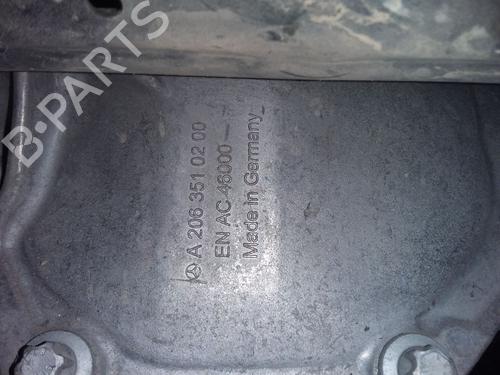 A 206 351 02 00
EN AC-46000
Made in Germany
B-PARTS